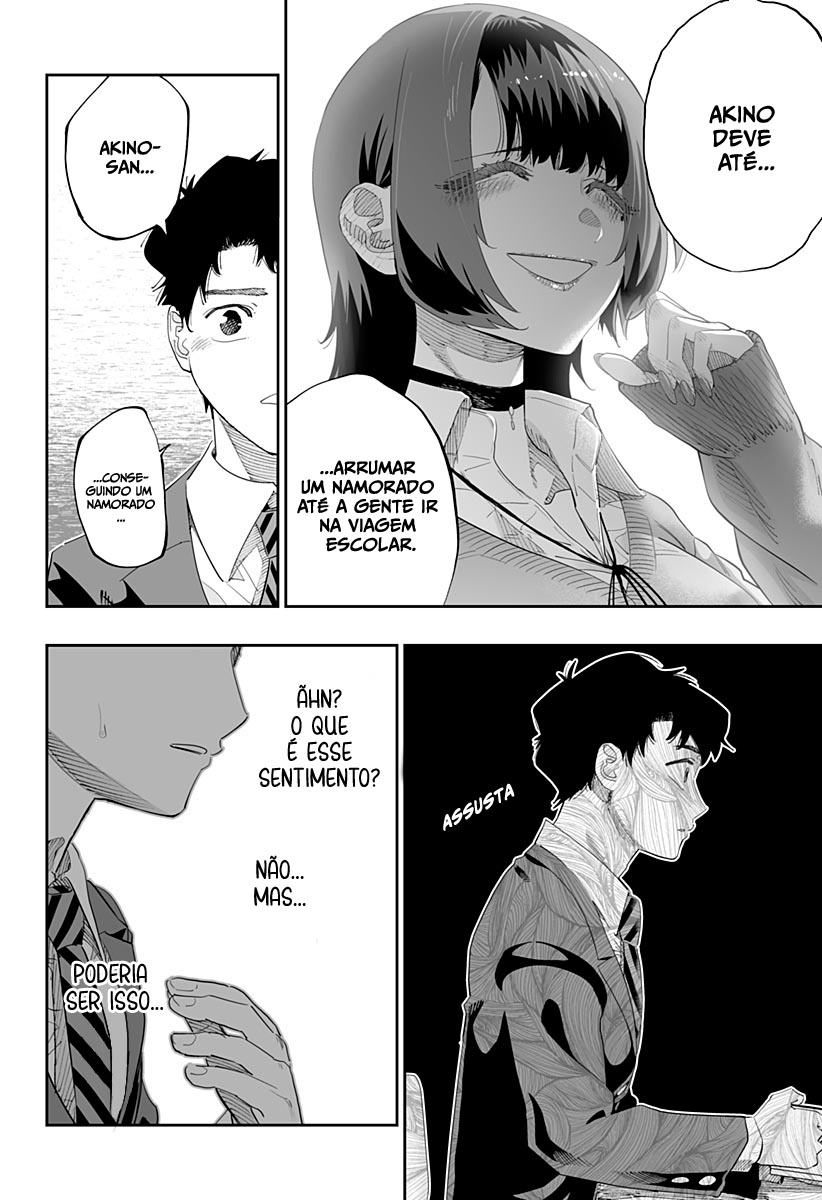 AKINO
DEVE
ATÉ...
...ARRUMAR
UM NAMORADO
ATÉ A GENTE IR
NA VIAGEM
ESCOLAR.
AKINO-
SAN...
...CONSE-
GUINDO UM
NAMORADO
...
ASSUSTA
ÃHN?
O QUE
É ESSE
SENTIMENTO?
NÃO...
MAS...
PODERIA
SER ISSO...